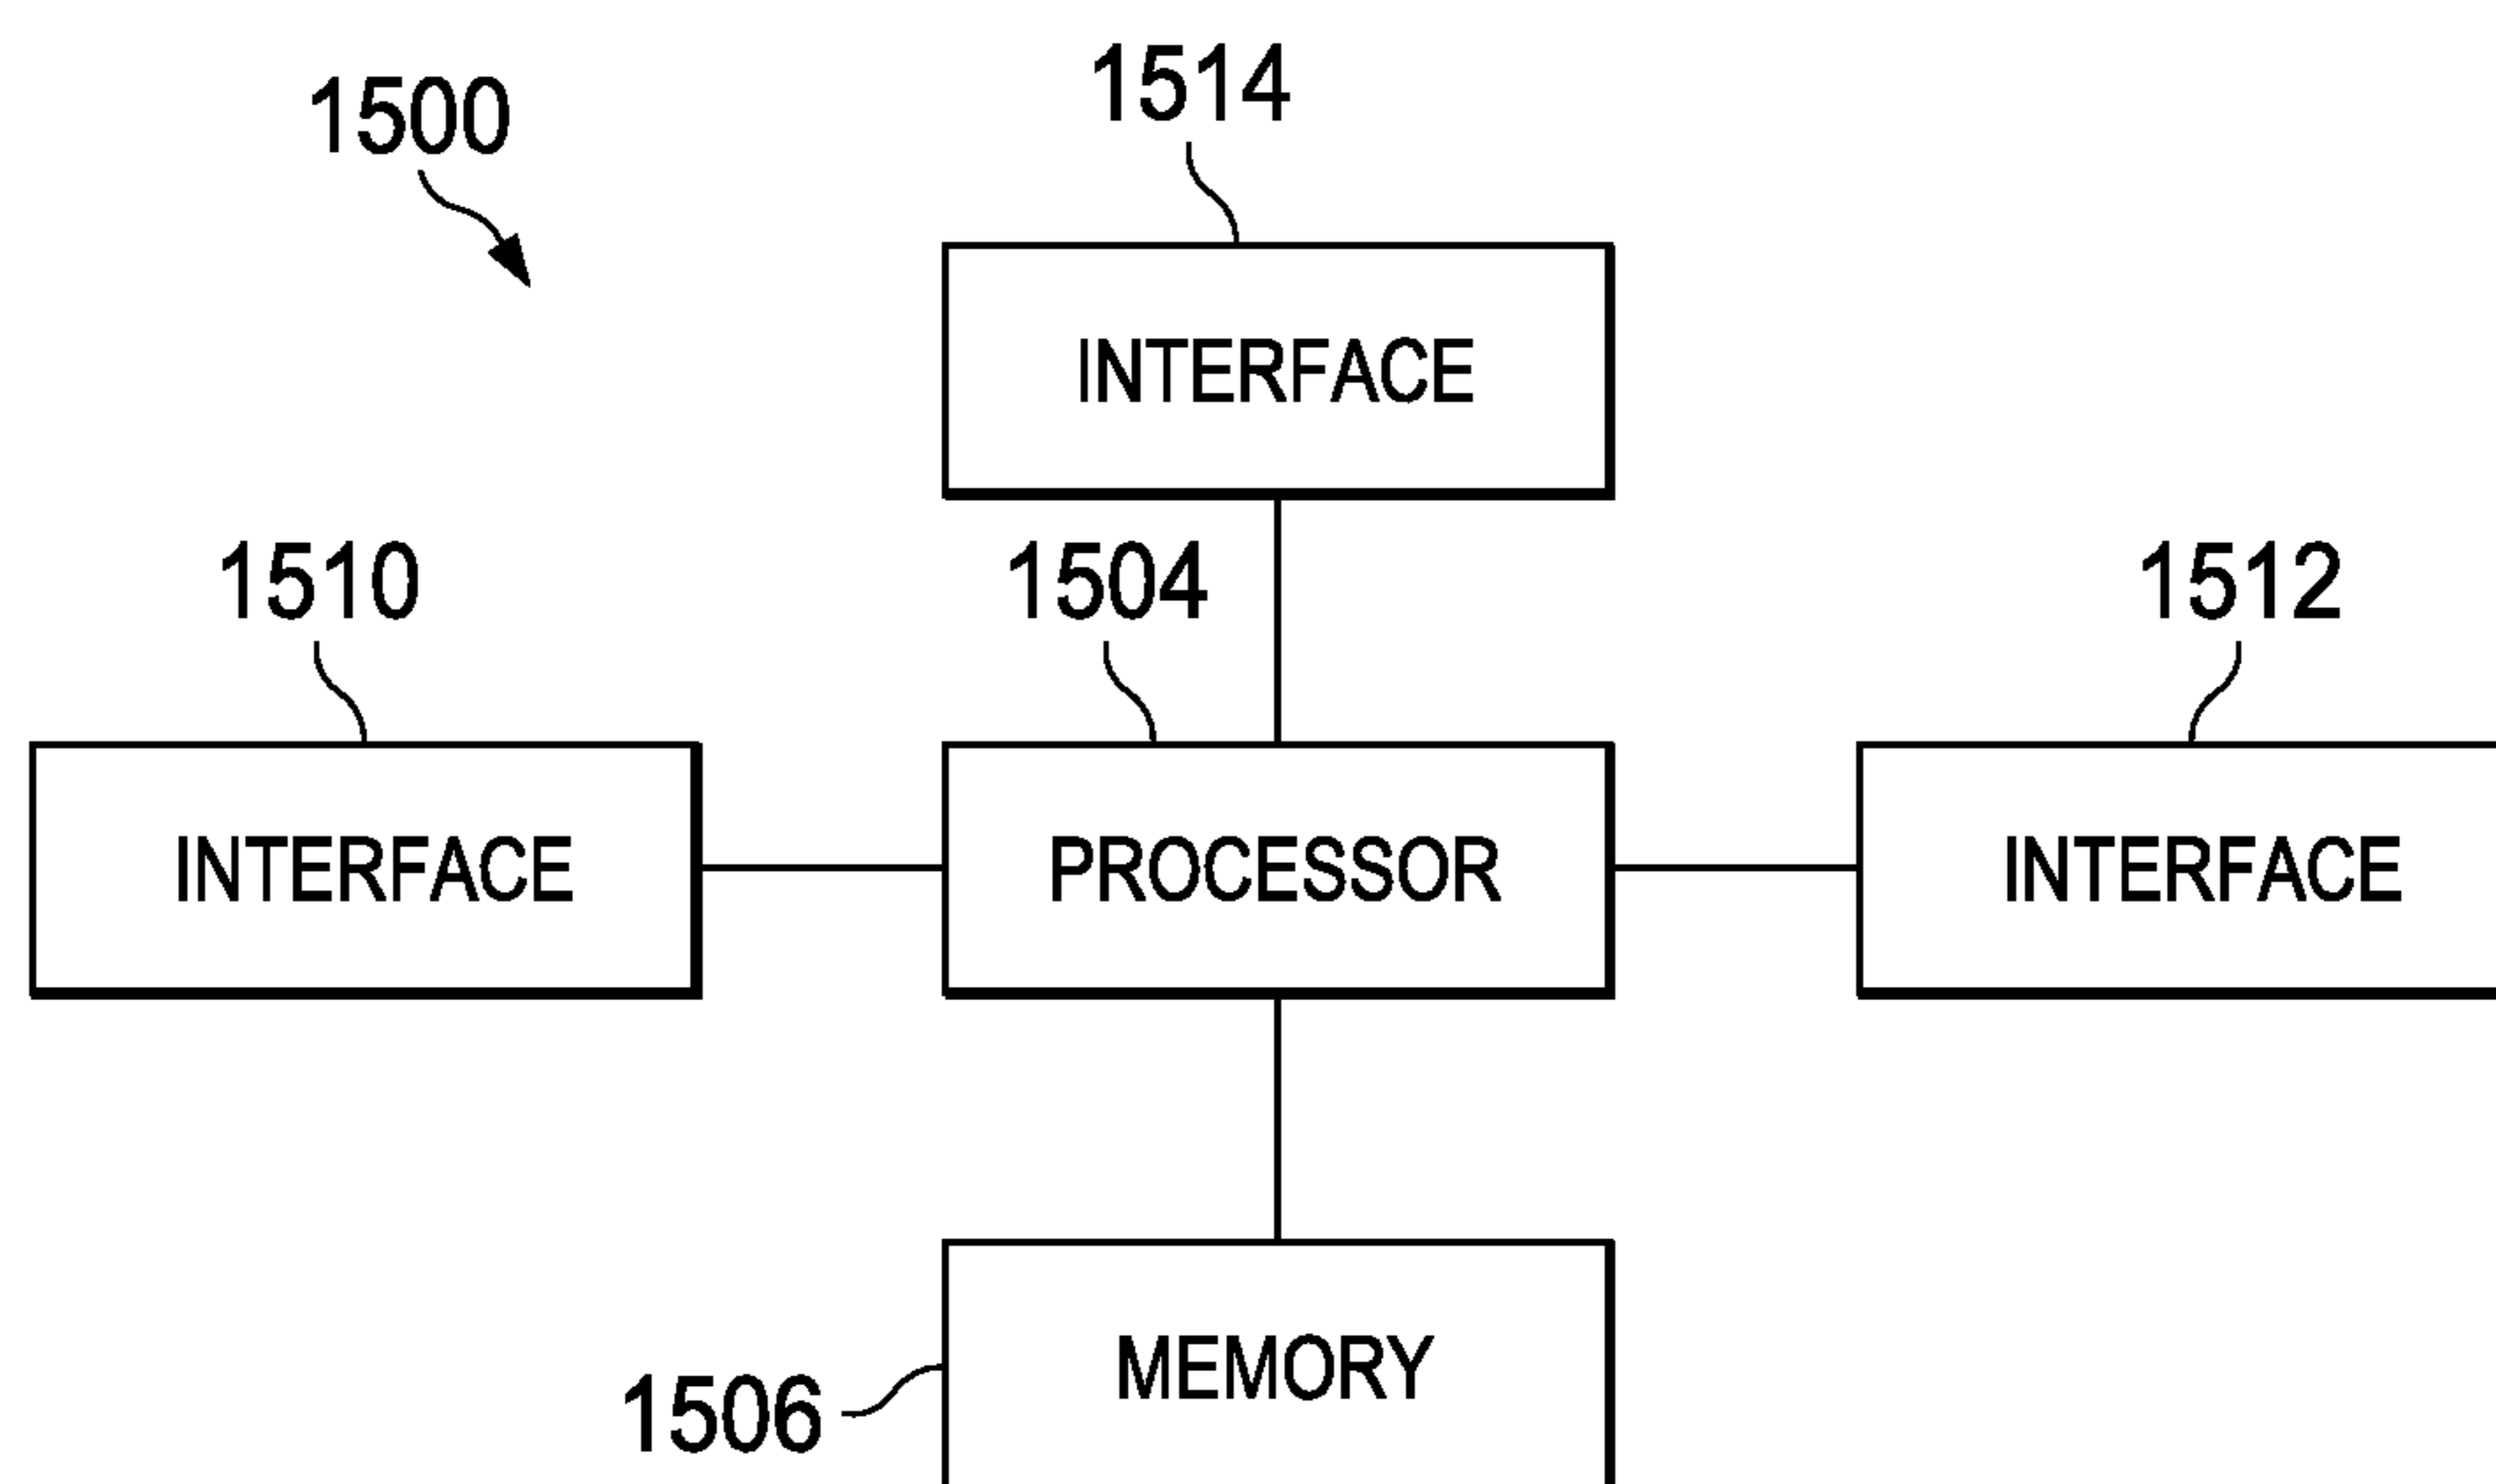 1500
1514
INTERFACE
1510
1504
1512
INTERFACE
PROCESSOR
INTERFACE
MEMORY
1506